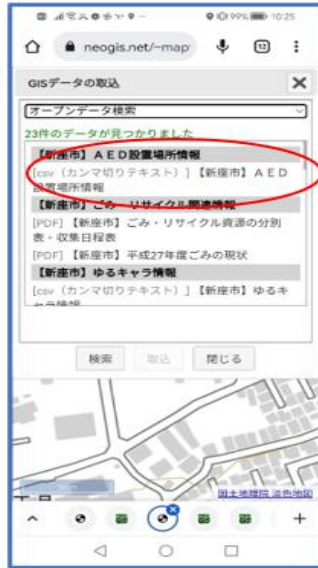 99% 10:25
neogis.net/~map
12
GISデータの取込
オープンデータ検索
23件のデータが見つかりました
【新座市】AED設置場所情報
[csv（カンマ切りテキスト）]【新座市】AED
設置場所情報
【新座市】ごみ・リサイクル関連情報
[PDF]【新座市】ごみ・リサイクル資源の分別
表・収集日程表
[PDF]【新座市】平成27年度ごみの現状
【新座市】ゆるキャラ情報
[csv（カンマ切りテキスト）]【新座市】ゆるキ
ャラ情報
検索 取込 閉じる
国土地理院 淡色地図